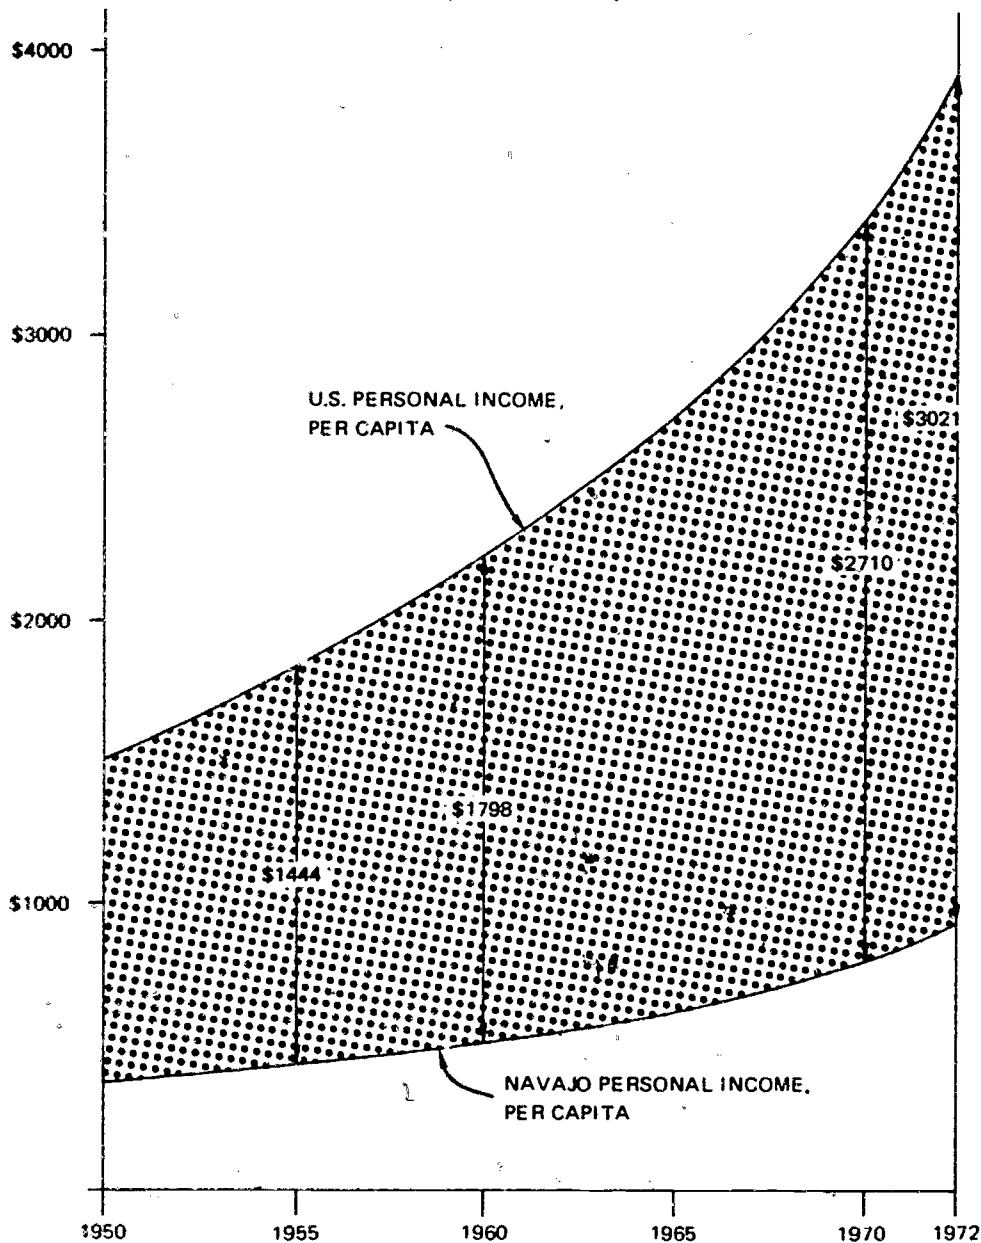 $4000
$3000
U.S. PERSONAL INCOME,
PER CAPITA
$3021
$2710
$2000
$1798
$1444
$1000
NAVAJO PERSONAL INCOME,
PER CAPITA
1950 1955 1960 1965 1970 1972